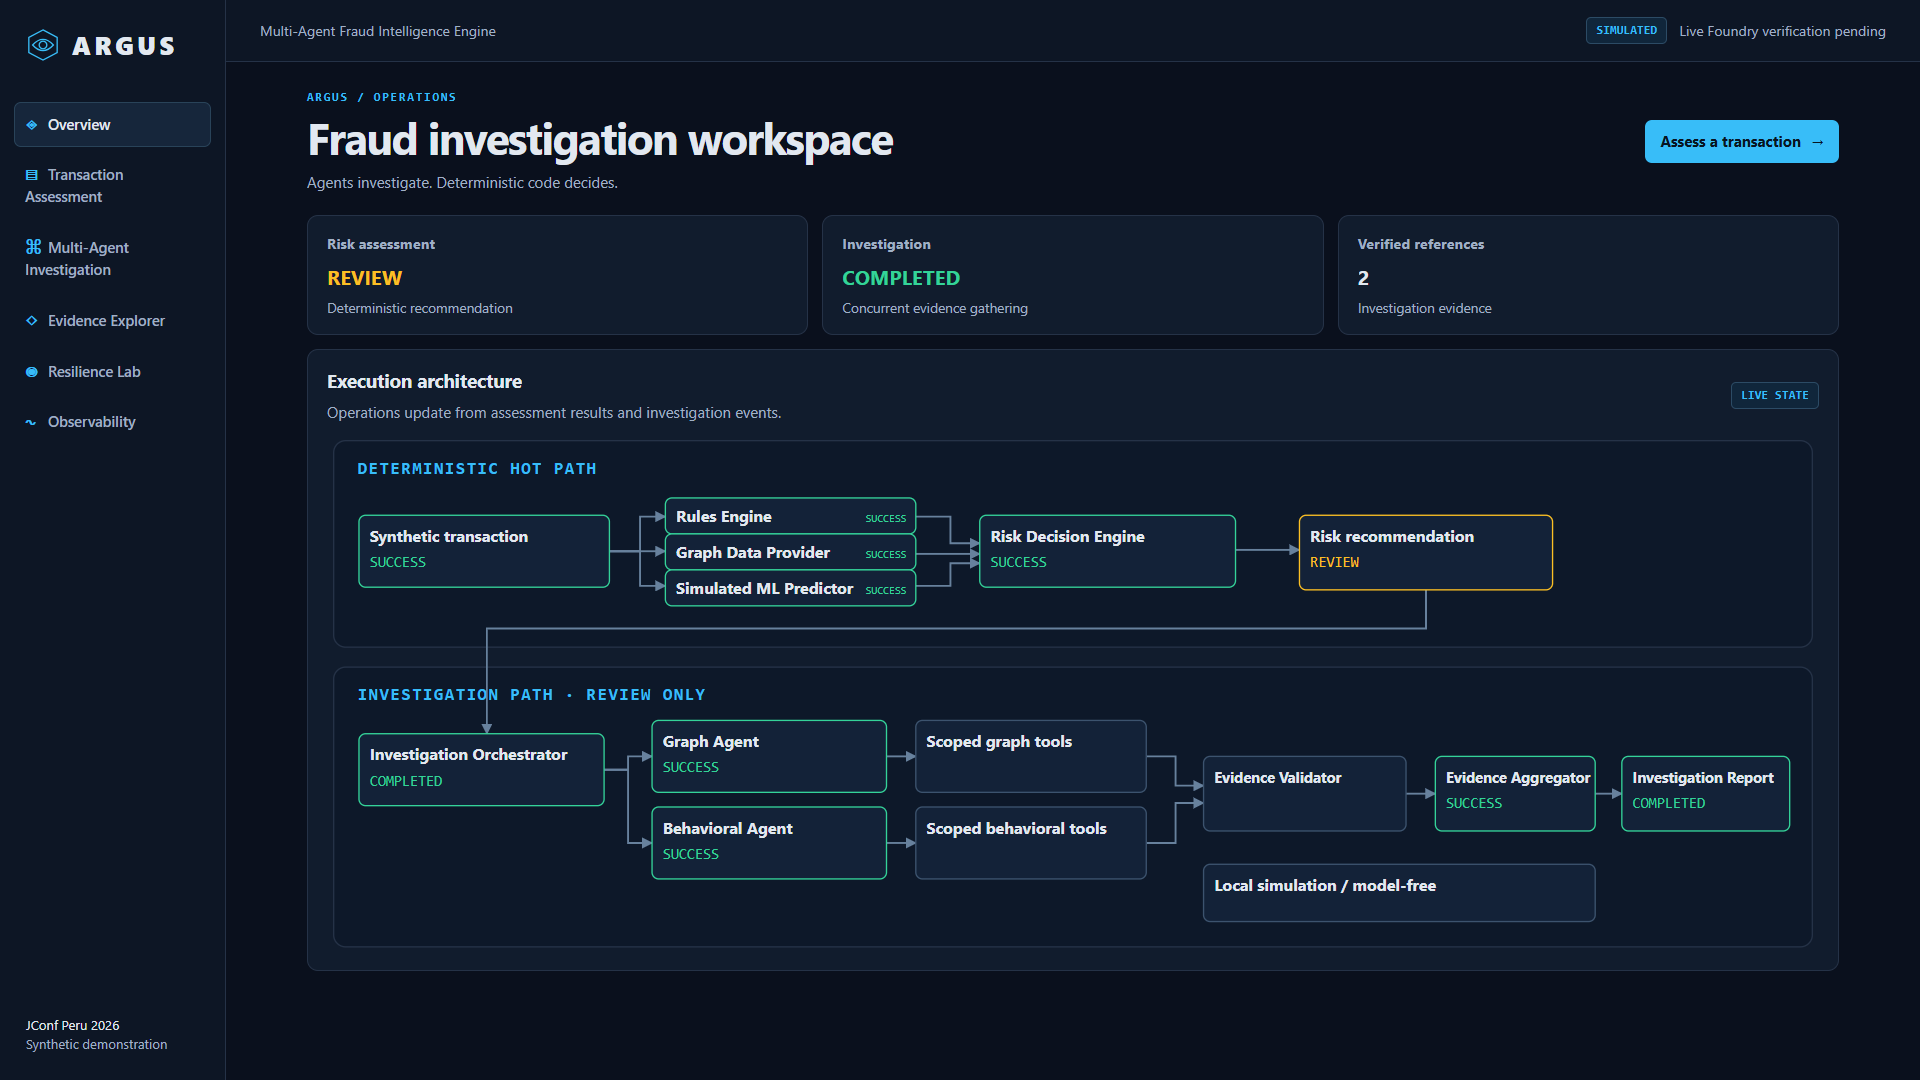 ARGUS
Overview
Transaction
Assessment
Multi-Agent
Investigation
Evidence Explorer
Resilience Lab
Observability
JConf Peru 2026
Synthetic demonstration
Multi-Agent Fraud Intelligence Engine
SIMULATED
Live Foundry verification pending
ARGUS / OPERATIONS
Fraud investigation workspace
Agents investigate. Deterministic code decides.
Assess a transaction →
Risk assessment
REVIEW
Deterministic recommendation
Investigation
COMPLETED
Concurrent evidence gathering
Verified references
2
Investigation evidence
Execution architecture
Operations update from assessment results and investigation events.
LIVE STATE
DETERMINISTIC HOT PATH
Synthetic transaction
SUCCESS
Rules Engine SUCCESS
Graph Data Provider SUCCESS
Simulated ML Predictor SUCCESS
Risk Decision Engine
SUCCESS
Risk recommendation
REVIEW
INVESTIGATION PATH · REVIEW ONLY
Investigation Orchestrator
COMPLETED
Graph Agent
SUCCESS
Behavioral Agent
SUCCESS
Scoped graph tools
Scoped behavioral tools
Evidence Validator
Evidence Aggregator
SUCCESS
Investigation Report
COMPLETED
Local simulation / model-free